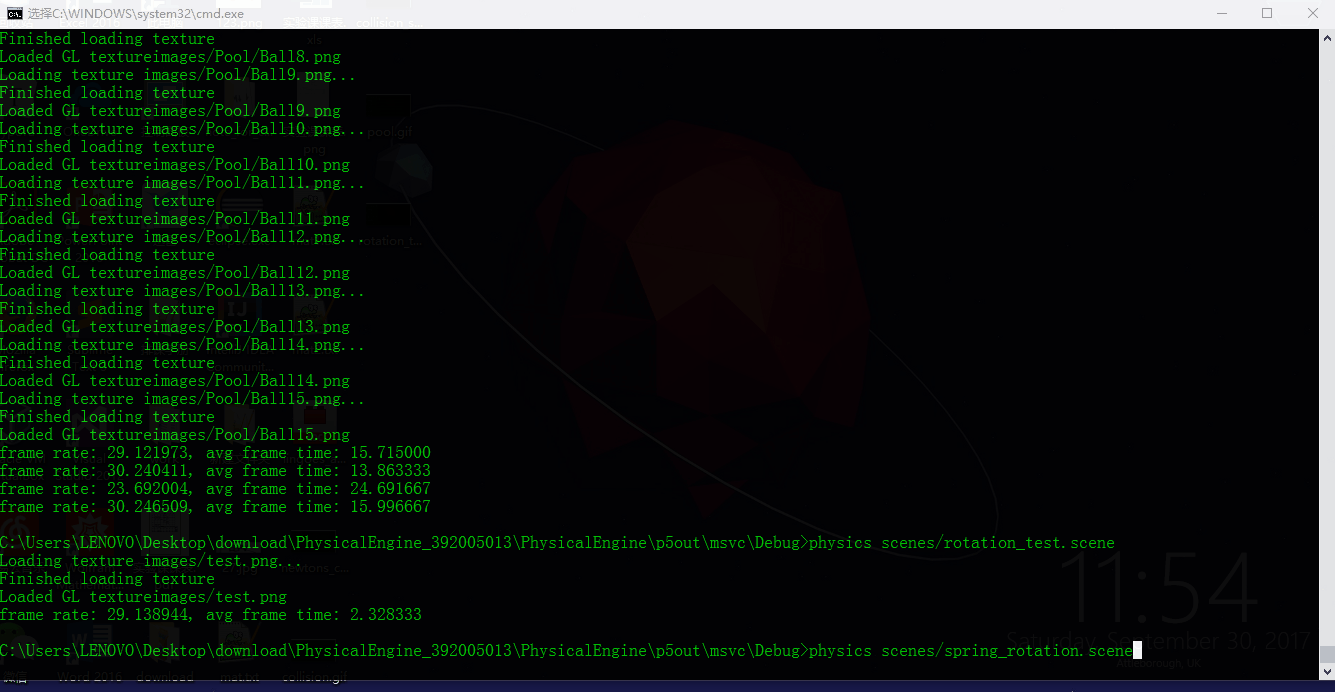 选择C:\WINDOWS\system32\cmd.exe
Finished loading texture
Loaded GL textureimages/Pool/Ball8.png
Loading texture images/Pool/Ball9.png...
Finished loading texture
Loaded GL textureimages/Pool/Ball9.png
Loading texture images/Pool/Ball10.png...
Finished loading texture
Loaded GL textureimages/Pool/Ball10.png
Loading texture images/Pool/Ball11.png...
Finished loading texture
Loaded GL textureimages/Pool/Ball11.png
Loading texture images/Pool/Ball12.png...
Finished loading texture
Loaded GL textureimages/Pool/Ball12.png
Loading texture images/Pool/Ball13.png...
Finished loading texture
Loaded GL textureimages/Pool/Ball13.png
Loading texture images/Pool/Ball14.png...
Finished loading texture
Loaded GL textureimages/Pool/Ball14.png
Loading texture images/Pool/Ball15.png...
Finished loading texture
Loaded GL textureimages/Pool/Ball15.png
frame rate: 29.121973, avg frame time: 15.715000
frame rate: 30.240411, avg frame time: 13.863333
frame rate: 23.692004, avg frame time: 24.691667
frame rate: 30.246509, avg frame time: 15.996667
C:\Users\LENOVO\Desktop\download\PhysicalEngine_392005013\PhysicalEngine\p5out\msvc\Debug>physics scenes/rotation_test.scene
Loading texture images/test.png...
Finished loading texture
Loaded GL textureimages/test.png
frame rate: 29.138944, avg frame time: 2.328333
C:\Users\LENOVO\Desktop\download\PhysicalEngine_392005013\PhysicalEngine\p5out\msvc\Debug>physics scenes/spring_rotation.scene
11:54
Saturday, September 30, 2017
Attleborough, UK
Word 2016 download mat.txt collision.gif